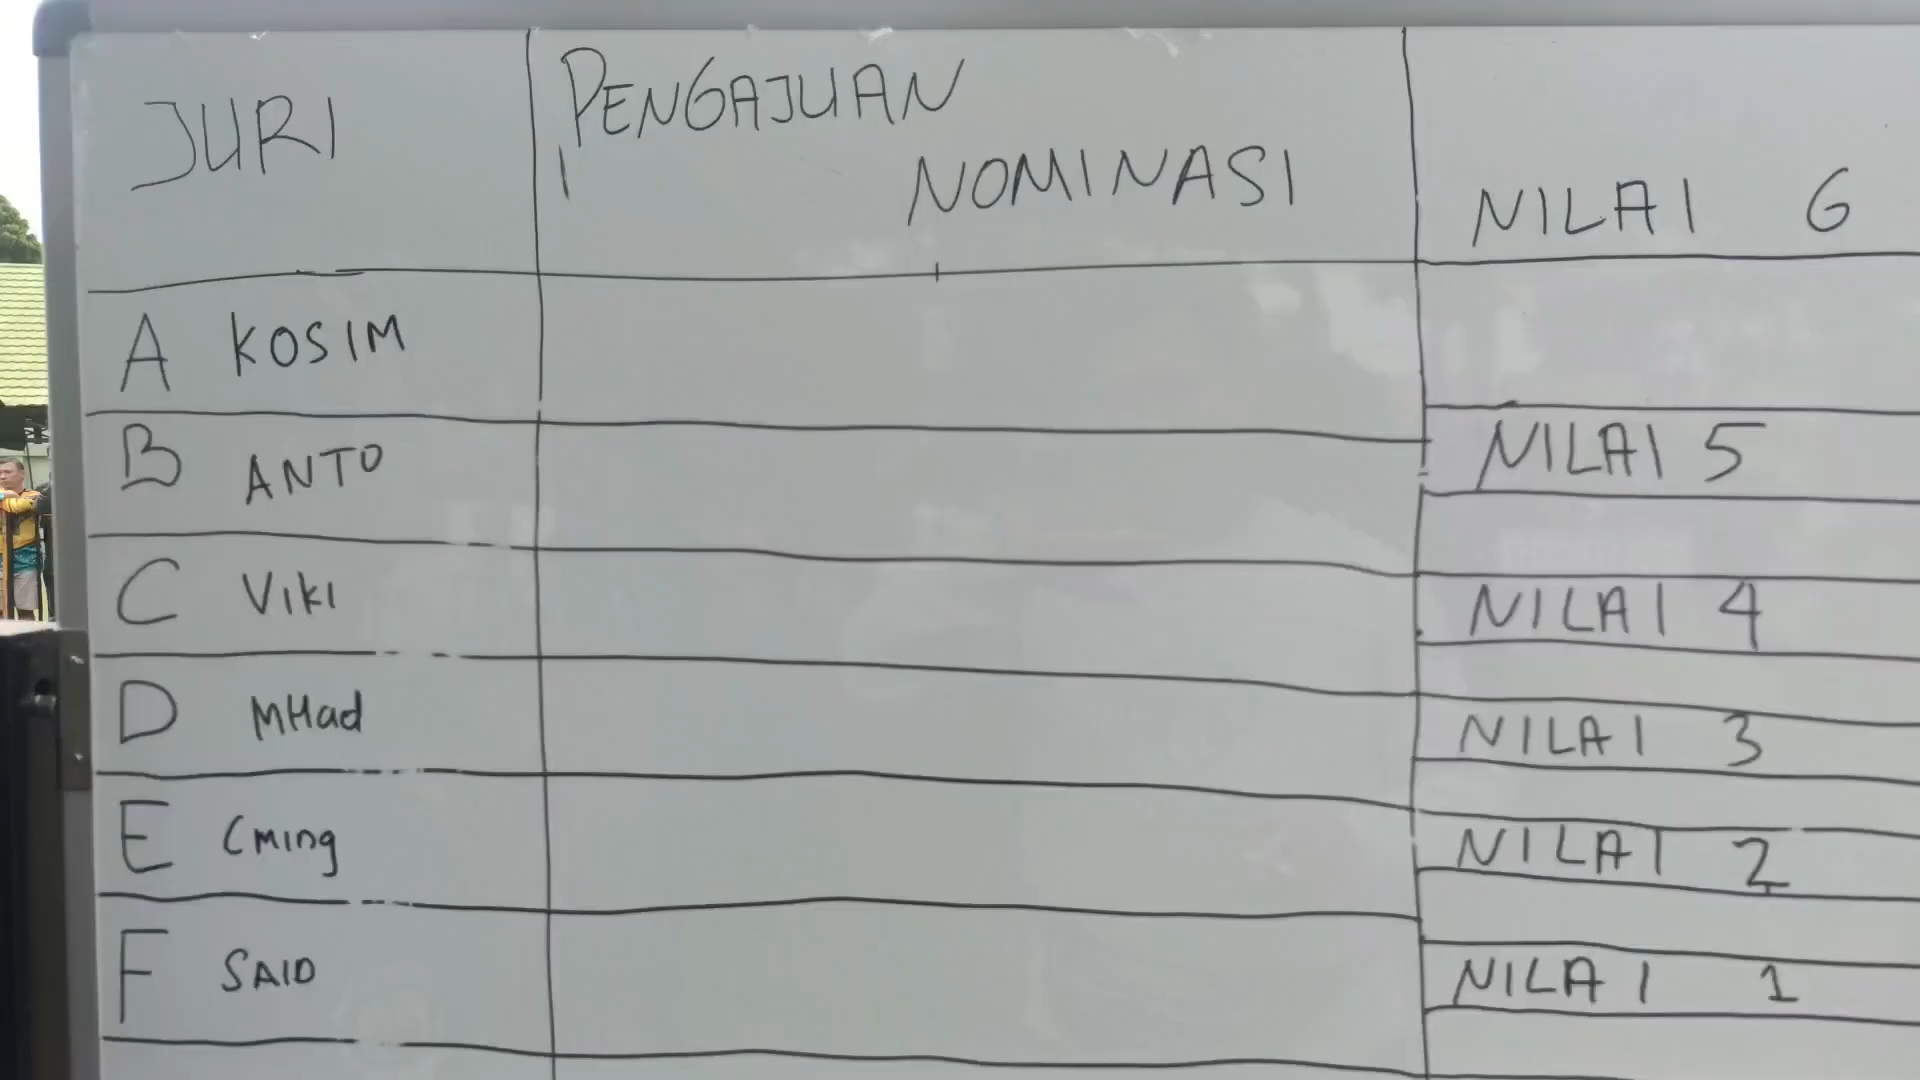 JURI
PENGAJUAN
NOMINASI
NILAI 6
A KOSIM
B ANTO
NILAI 5
C VIKI
NILAI 4
D MHad
NILAI 3
E Cming
NILAI 2
F SAID
NILAI 1